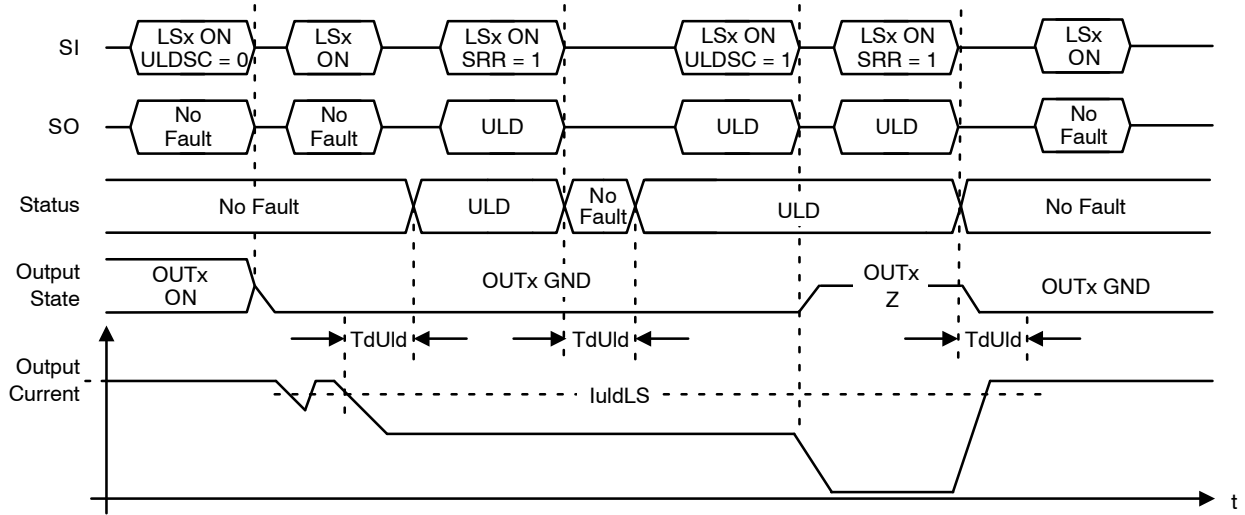 SI
LSx ON
ULDSC = 0
LSx
ON
LSx ON
SRR = 1
LSx ON
ULDSC = 1
LSx ON
SRR = 1
LSx
ON
SO
No
Fault
No
Fault
ULD
ULD
ULD
No
Fault
Status
No Fault
ULD
No
Fault
ULD
No Fault
Output
State
OUTx
ON
OUTx GND
OUTx
Z
OUTx GND
TdUld
TdUld
TdUld
Output
Current
IuldLS
t